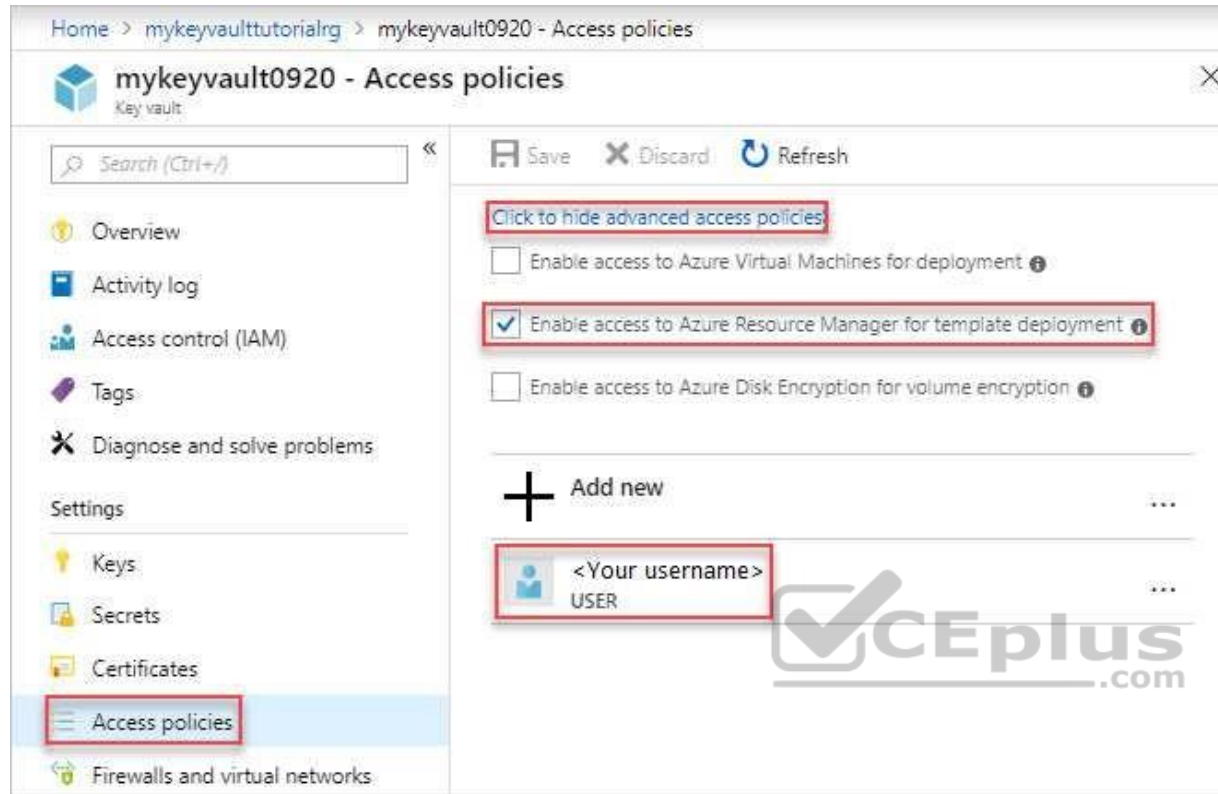 Home > mykeyvaulttutorialrg > mykeyvault0920 - Access policies
mykeyvault0920 - Access policies
Key vault
Search (Ctrl+/)
Overview
Activity log
Access control (IAM)
Tags
Diagnose and solve problems
Settings
Keys
Secrets
Certificates
Access policies
Firewalls and virtual networks
Save Discard Refresh
Click to hide advanced access policies
Enable access to Azure Virtual Machines for deployment
Enable access to Azure Resource Manager for template deployment
Enable access to Azure Disk Encryption for volume encryption
Add new
...
<Your username>
USER
...
CEplus
.com